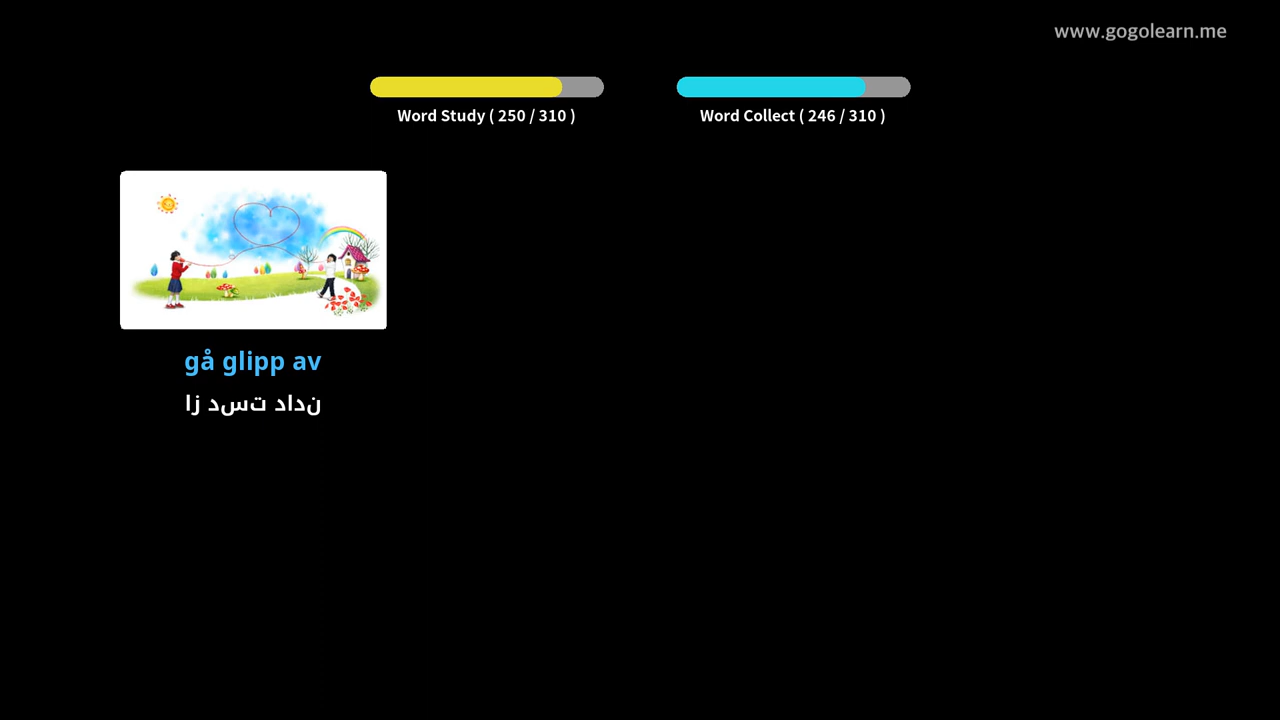 www.gogolearn.me
Word Study ( 250 / 310 )
Word Collect ( 246 / 310 )
gå glipp av
از دست دادن